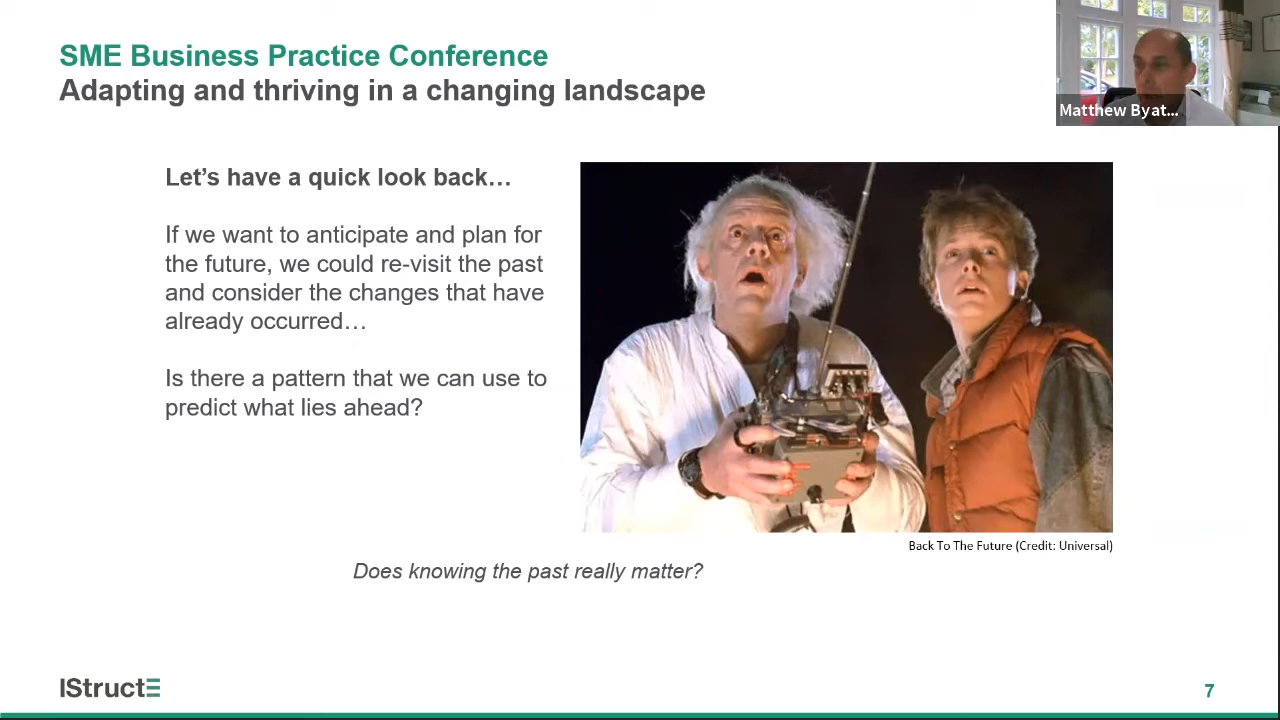 SME Business Practice Conference
Adapting and thriving in a changing landscape
Matthew Byat...
Let’s have a quick look back…
If we want to anticipate and plan for
the future, we could re-visit the past
and consider the changes that have
already occurred…
Is there a pattern that we can use to
predict what lies ahead?
Back To The Future (Credit: Universal)
Does knowing the past really matter?
IStructE
7